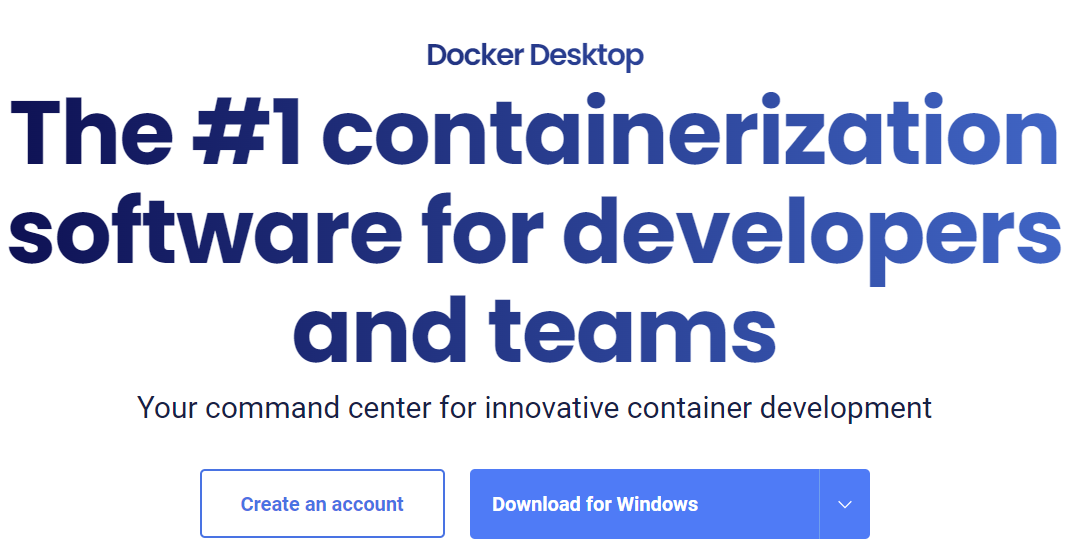 Docker Desktop
The #1 containerization
software for developers
and teams
Your command center for innovative container development
Create an account
Download for Windows